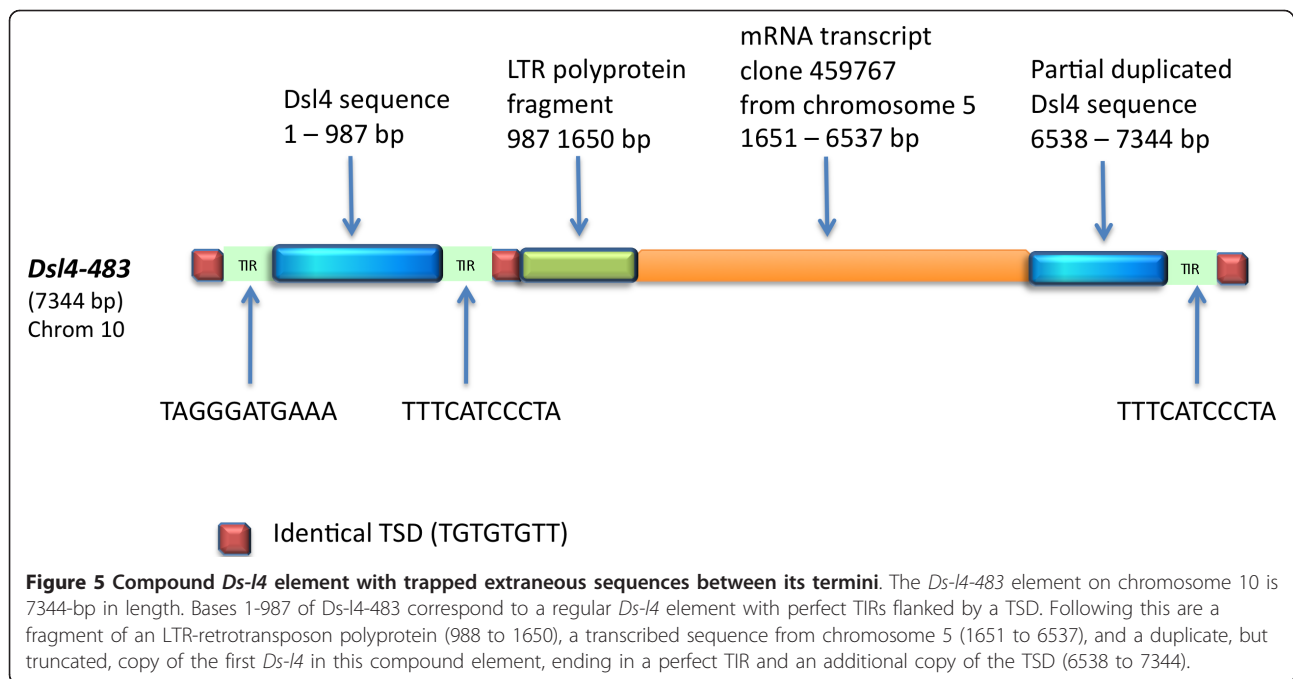 mRNA transcript
clone 459767
from chromosome 5
1651 – 6537 bp
LTR polyprotein
fragment
987 1650 bp
Partial duplicated
Dsl4 sequence
6538 – 7344 bp
Dsl4 sequence
1 – 987 bp
Dsl4-483
(7344 bp)
Chrom 10
TIR
TIR
TIR
TAGGGATGAAA
TTTCATCCCTA
TTTCATCCCTA
Identical TSD (TGTGTGTT)
Figure 5 Compound Ds-l4 element with trapped extraneous sequences between its termini. The Ds-l4-483 element on chromosome 10 is
7344-bp in length. Bases 1-987 of Ds-l4-483 correspond to a regular Ds-l4 element with perfect TIRs flanked by a TSD. Following this are a
fragment of an LTR-retrotransposon polyprotein (988 to 1650), a transcribed sequence from chromosome 5 (1651 to 6537), and a duplicate, but
truncated, copy of the first Ds-l4 in this compound element, ending in a perfect TIR and an additional copy of the TSD (6538 to 7344).